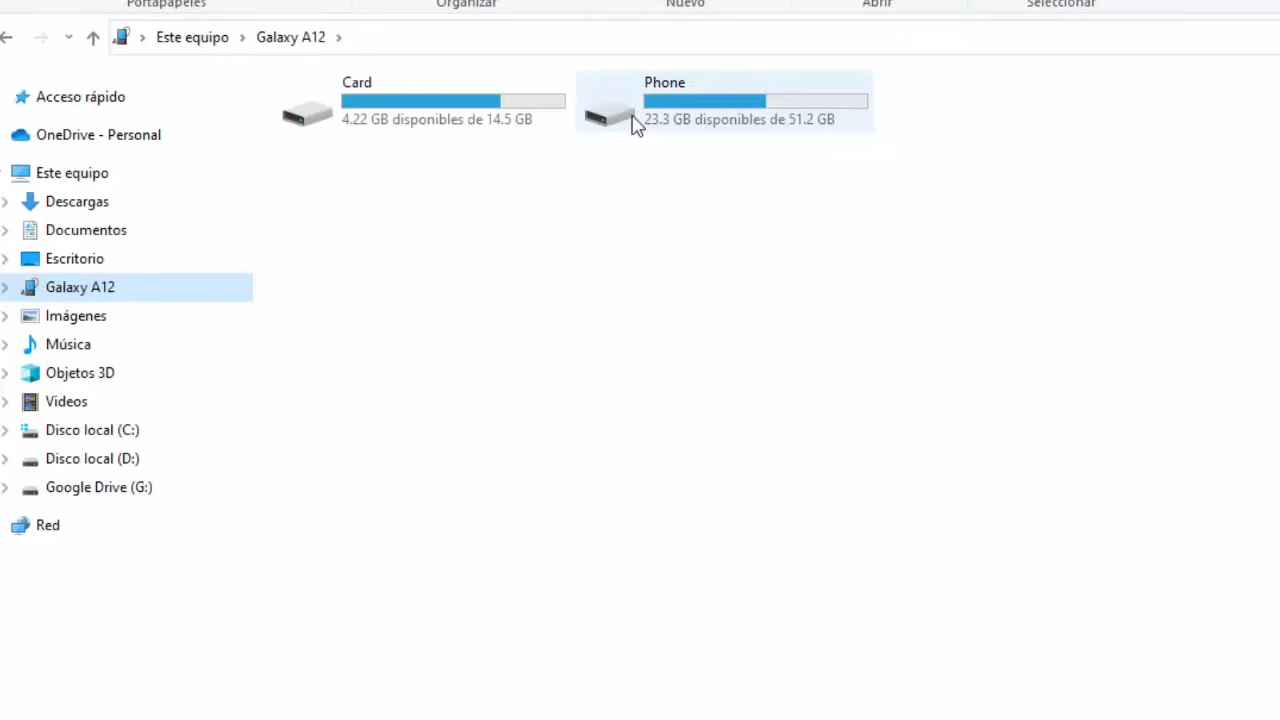 Portapapeles
Organizar
Nuevo
Abrir
Seleccionar
Este equipo > Galaxy A12 >
Acceso rápido
OneDrive - Personal
Este equipo
Descargas
Documentos
Escritorio
Galaxy A12
Imágenes
Música
Objetos 3D
Videos
Disco local (C:)
Disco local (D:)
Google Drive (G:)
Red
Card
4.22 GB disponibles de 14.5 GB
Phone
23.3 GB disponibles de 51.2 GB